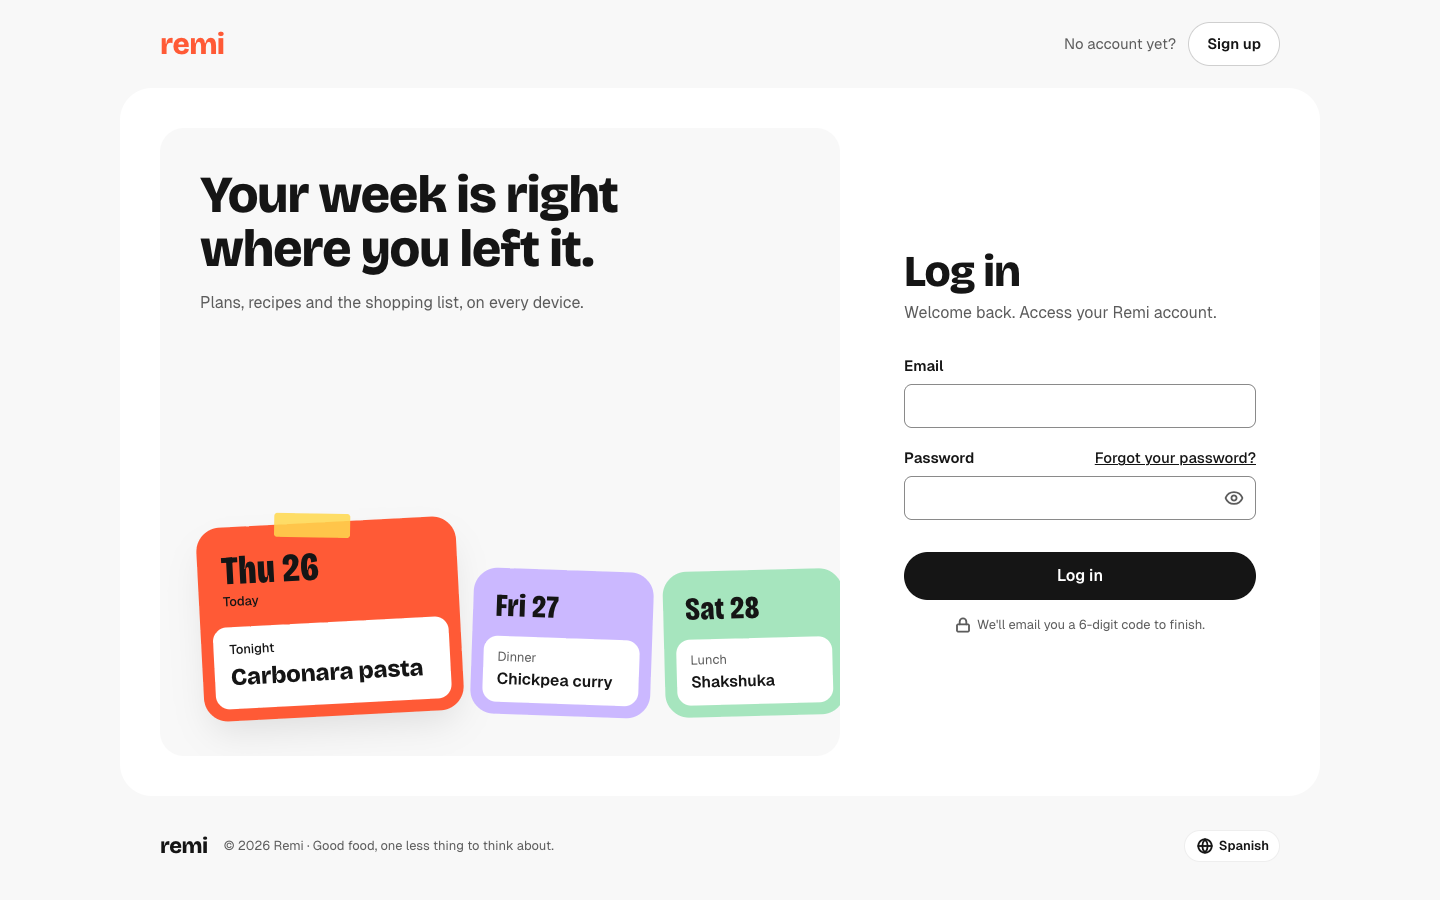 remi
No account yet?
Sign up
Your week is right
where you left it.
Plans, recipes and the shopping list, on every device.
Thu 26
Today
Tonight
Carbonara pasta
Fri 27
Dinner
Chickpea curry
Sat 28
Lunch
Shakshuka
Log in
Welcome back. Access your Remi account.
Email
Password
Forgot your password?
Log in
We'll email you a 6-digit code to finish.
remi
© 2026 Remi · Good food, one less thing to think about.
Spanish